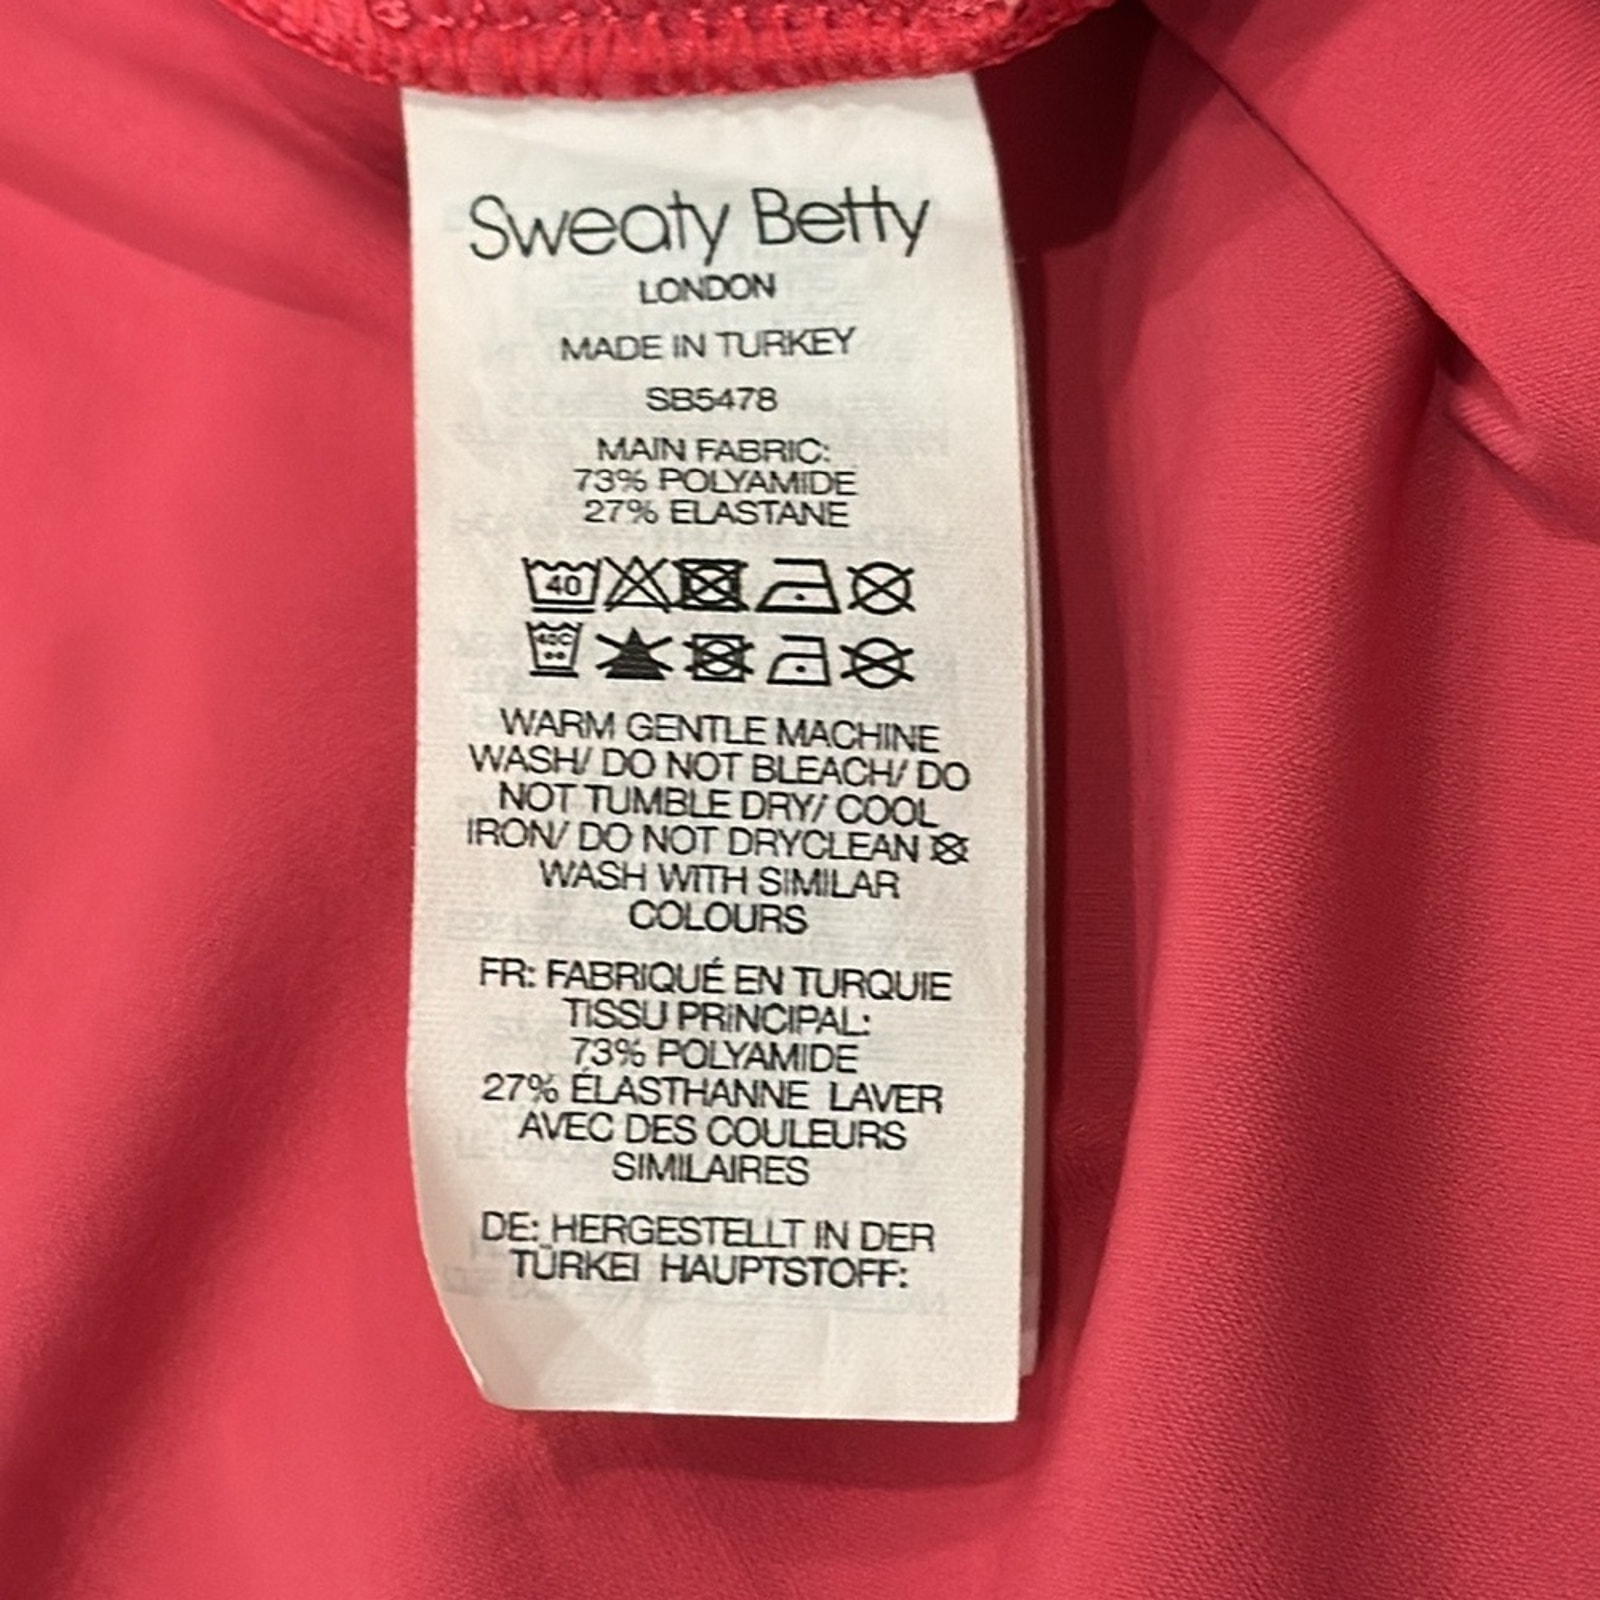 Sweaty Betty
LONDON
MADE IN TURKEY
SB5478
MAIN FABRIC:
73% POLYAMIDE
27% ELASTANE
40
40C
WARM GENTLE MACHINE
WASH/ DO NOT BLEACH/ DO
NOT TUMBLE DRY/ COOL
IRON/ DO NOT DRYCLEAN
WASH WITH SIMILAR
COLOURS
FR: FABRIQUÉ EN TURQUIE
TISSU PRINCIPAL:
73% POLYAMIDE
27% ÉLASTHANNE LAVER
AVEC DES COULEURS
SIMILAIRES
DE: HERGESTELLT IN DER
TÜRKEI HAUPTSTOFF: